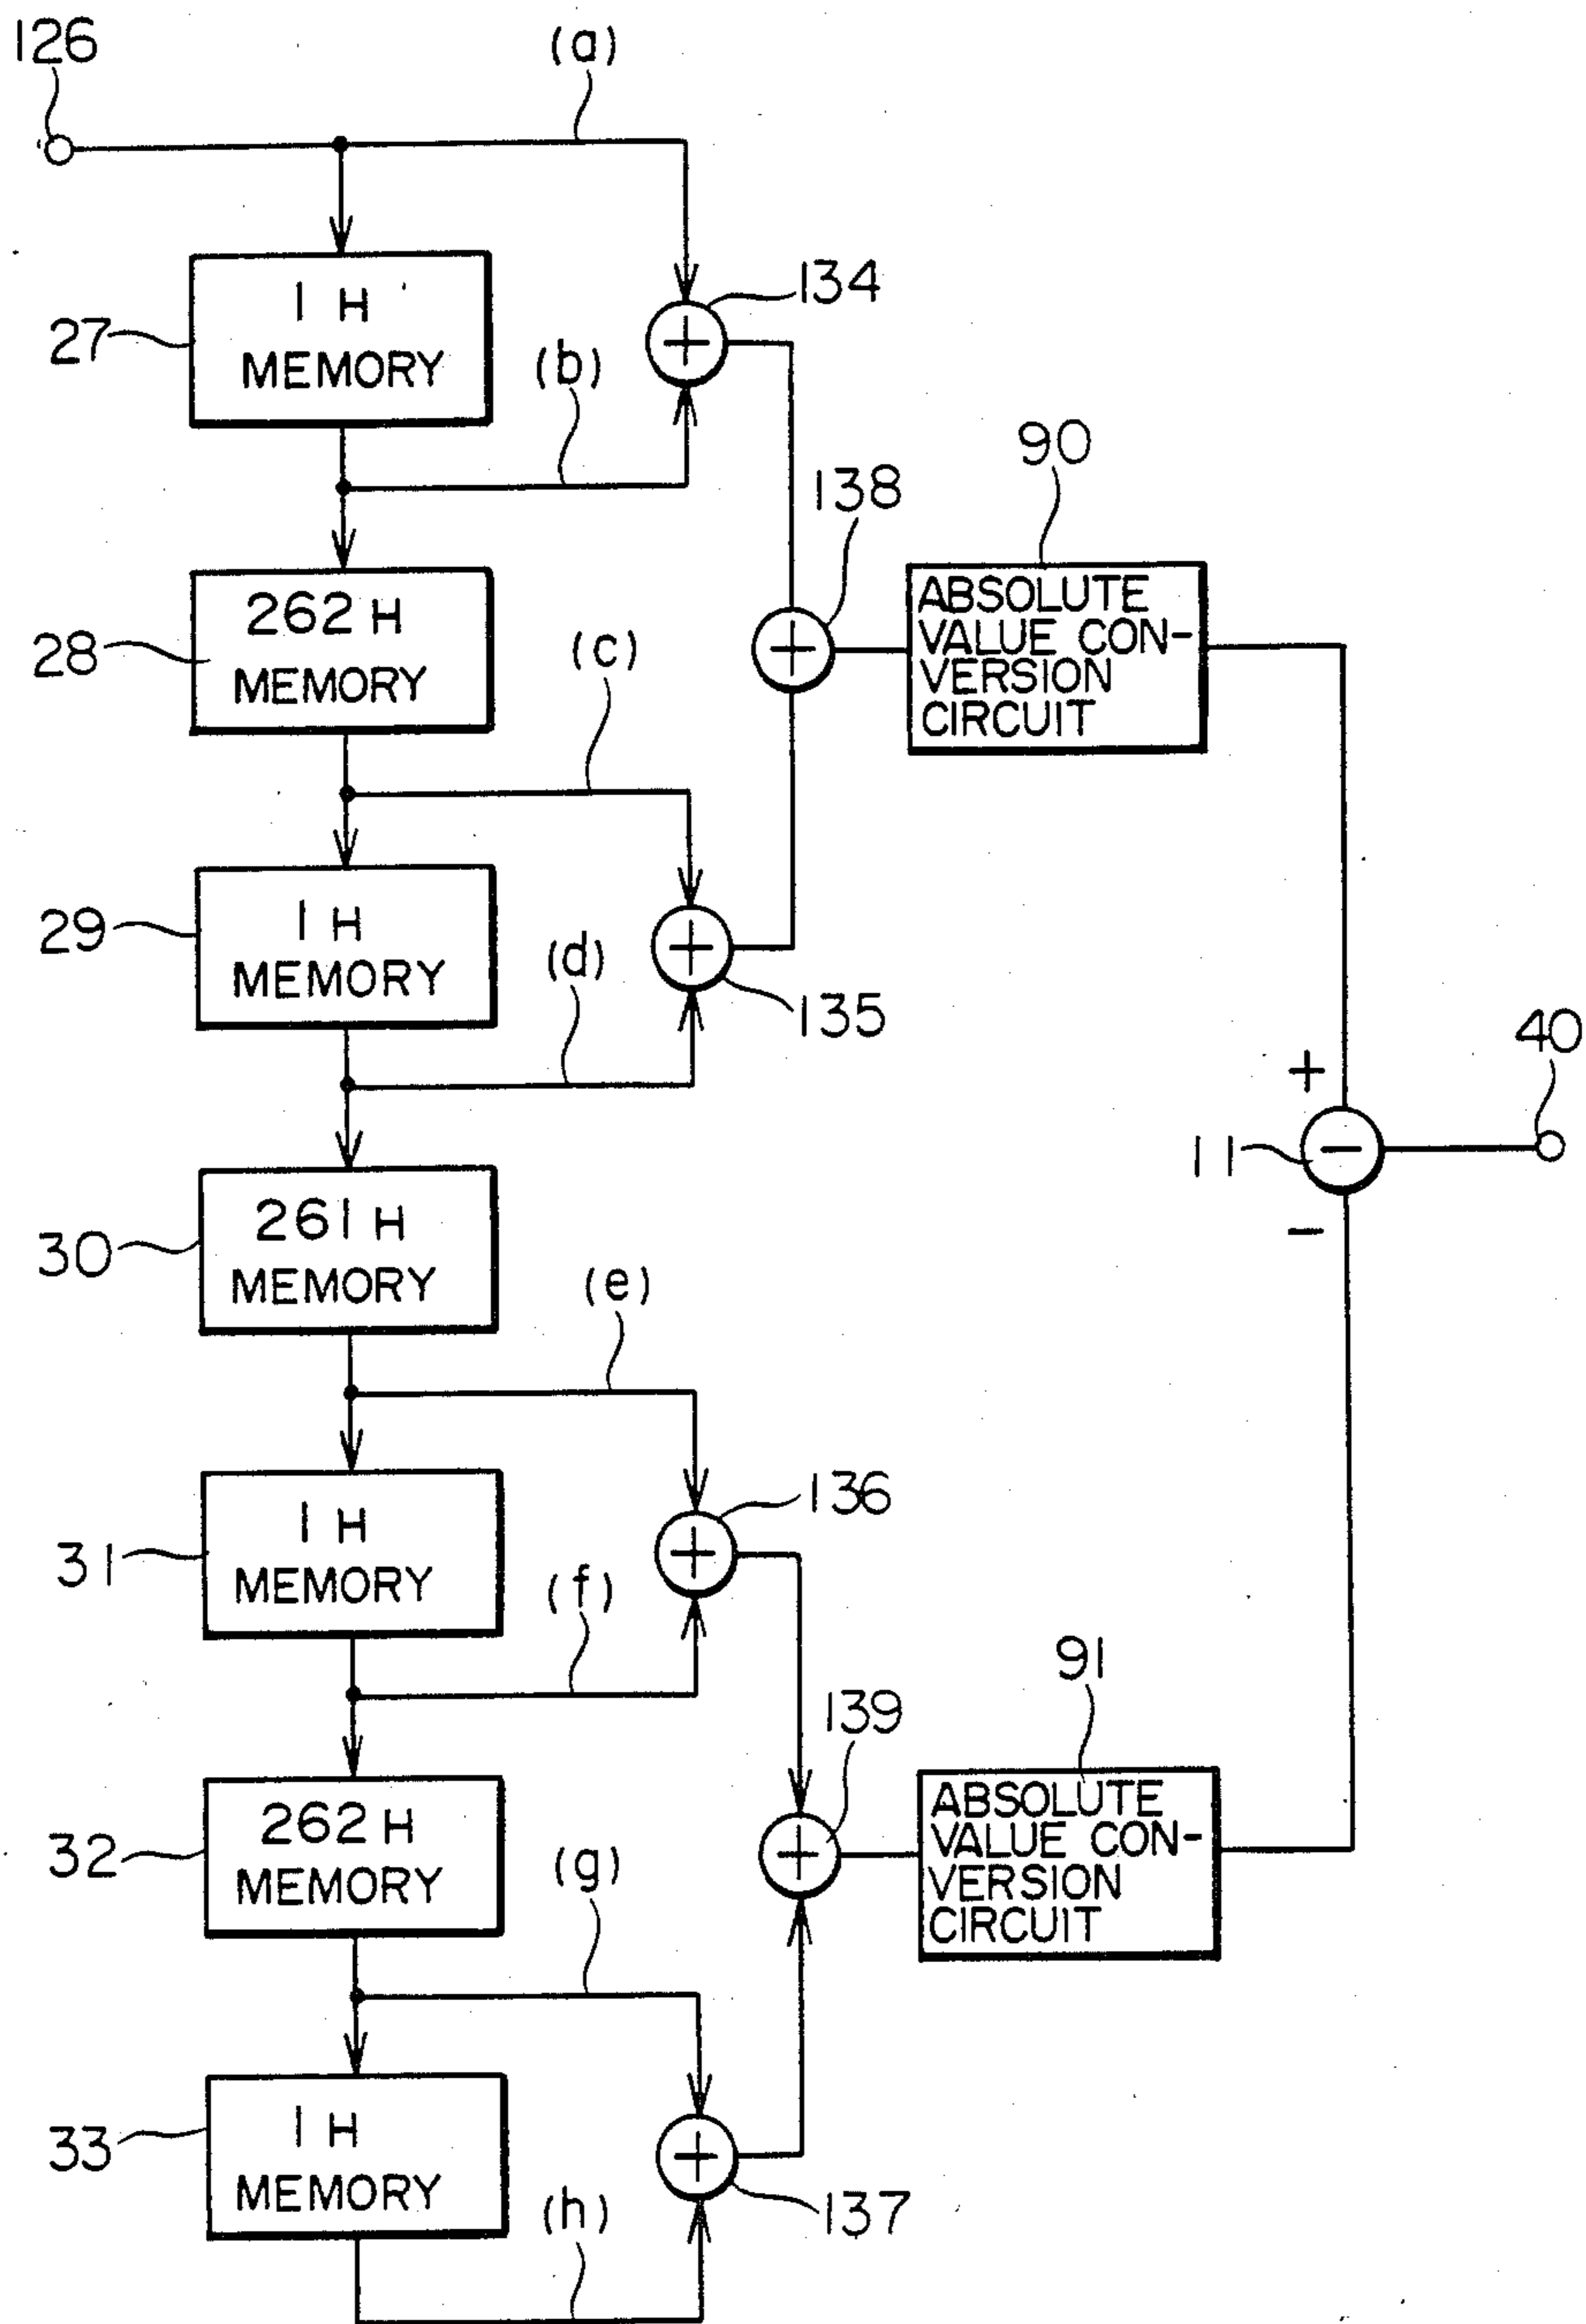 126
(a)
1 H
MEMORY
27
134
(b)
90
138
262 H
MEMORY
28
(c)
ABSOLUTE
VALUE CON-
VERSION
CIRCUIT
1 H
MEMORY
29
(d)
135
40
+
11
-
261 H
MEMORY
30
(e)
136
1 H
MEMORY
31
(f)
91
139
262 H
MEMORY
32
(g)
ABSOLUTE
VALUE CON-
VERSION
CIRCUIT
1 H
MEMORY
33
137
(h)